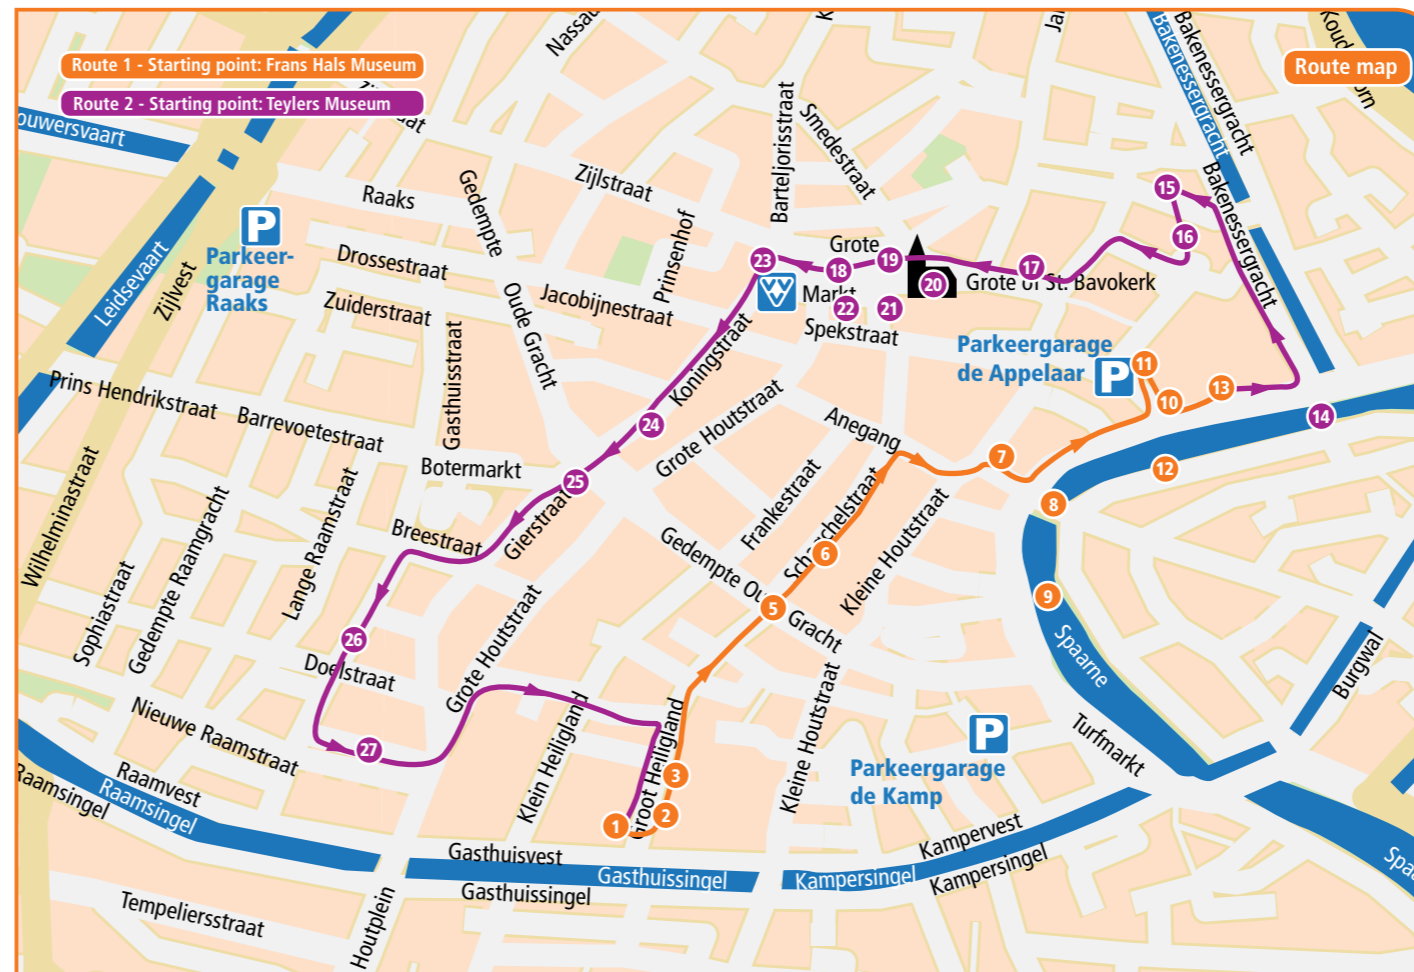 Route 1 - Starting point: Frans Hals Museum
Route 2 - Starting point: Teylers Museum
Route map
Bakenessergracht
Bakenessergracht
Bakenessergracht
Bakenessergracht
ouwersvaart
Raaks
Gedempte
Oude Gracht
Zijlstraat
Prinsenhof
Barteljorisstraat
Smedestraat
P
Parkeer-
garage
Raaks
Leidsevaart
Zijlvest
Drossestraat
Zuiderstraat
Jacobijnestraat
Grote
Markt
Grote of St. Bavokerk
Spekstraat
Koningstraat
Grote Houtstraat
Parkeergarage
de Appelaar
P
Prins Hendrikstraat
Barrevoetestraat
Gasthuisstraat
Botermarkt
Anegang
Wilhelminastraat
Sophiastraat
Gedempte Raamgracht
Lange Raamstraat
Breestraat
Gierstraat
Frankestraat
Kleine Houtstraat
Gedempte Ou
Gracht
Doelstraat
Grote Houtstraat
Nieuwe Raamstraat
Klein Heiligland
Groot Heiligland
Kleine Houtstraat
P
Parkeergarage
de Kamp
Spaarne
Turfmarkt
Burgwal
Raamvest
Raamsingel
Raamsingel
Gasthuisvest
Gasthuissingel
Gasthuissingel
Kampervest
Kampersingel
Kampersingel
Spaa
Tempeliersstraat
Houtplein
1
2
3
5
6
7
8
9
10
11
12
13
14
15
16
17
18
19
20
21
22
23
24
25
26
27